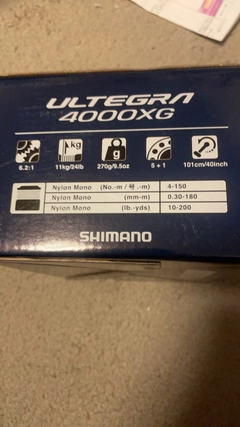 ULTEGRA
4000XG
kg
g
6.2:1 11kg/24lb 270g/9.5oz 5 + 1 101cm/40inch
Nylon Mono (No.-m / 号.-m) 4-150
Nylon Mono (mm-m) 0.30-180
Nylon Mono (lb.-yds) 10-200
SHIMANO